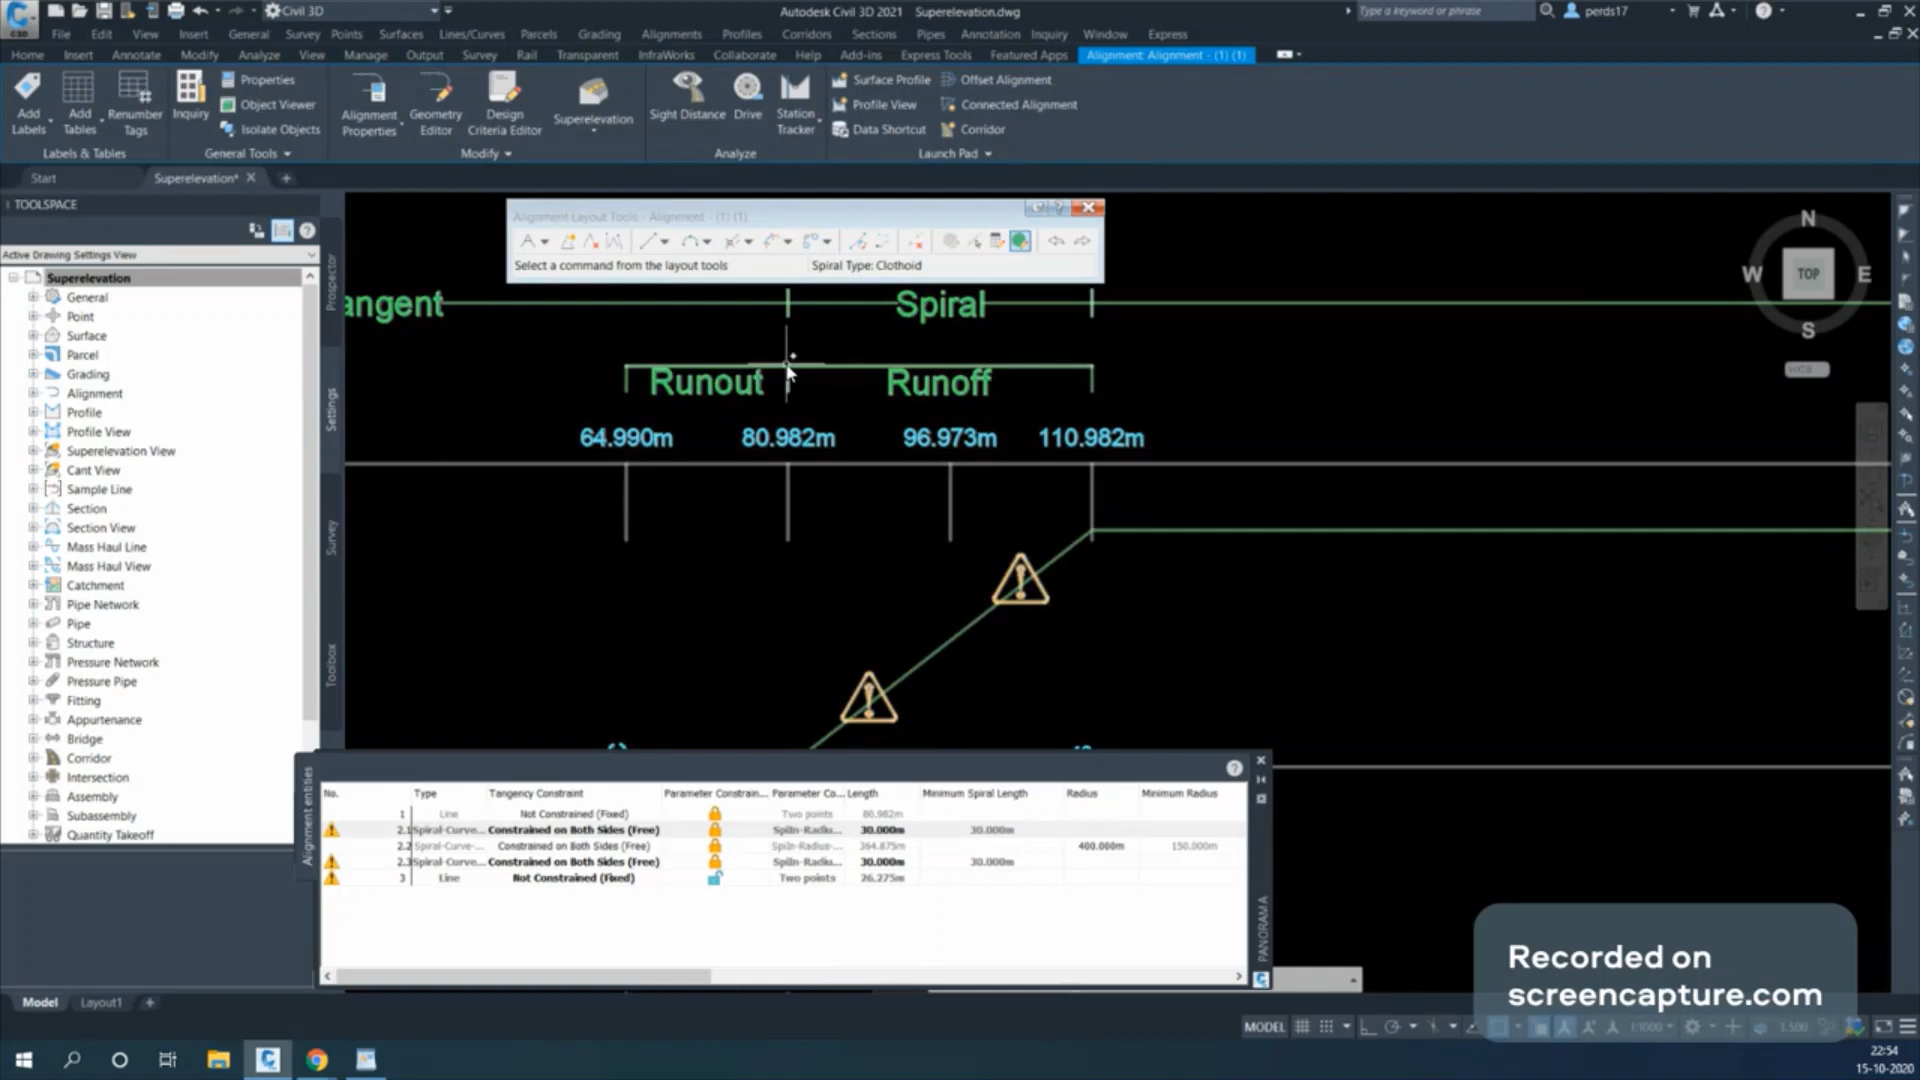 Civil 3D
Autodesk Civil 3D 2021 Superelevation.dwg
Type a keyword or phrase
perds17
C3D
File Edit View Insert General Survey Points Surfaces Lines/Curves Parcels Grading Alignments Profiles Corridors Sections Pipes Annotation Inquiry Window Express
Home Insert Annotate Modify Analyze View Manage Output Survey Rail Transparent InfraWorks Collaborate Help Add-ins Express Tools Featured Apps Alignment: Alignment - (1) (1)
Add Labels
Add Tables
Renumber Tags
Inquiry
Properties
Object Viewer
Isolate Objects
Alignment Properties
Geometry Editor
Design Criteria Editor
Superelevation
Sight Distance
Drive
Station Tracker
Surface Profile
Profile View
Data Shortcut
Offset Alignment
Connected Alignment
Corridor
Labels & Tables
General Tools
Modify
Analyze
Launch Pad
Start
Superelevation*
TOOLSPACE
Active Drawing Settings View
Superelevation
General
Point
Surface
Parcel
Grading
Alignment
Profile
Profile View
Superelevation View
Cant View
Sample Line
Section
Section View
Mass Haul Line
Mass Haul View
Catchment
Pipe Network
Pipe
Structure
Pressure Network
Pressure Pipe
Fitting
Appurtenance
Bridge
Corridor
Intersection
Assembly
Subassembly
Quantity Takeoff
Prospector
Settings
Survey
Toolbox
Alignment Layout Tools - Alignment - (1) (1)
Select a command from the layout tools
Spiral Type: Clothoid
angent
Spiral
Runout
Runoff
64.990m 80.982m 96.973m 110.982m
N
W
TOP
E
S
WCS
Alignment entities
No. Type Tangency Constraint Parameter Constrain... Parameter Co... Length Minimum Spiral Length Radius Minimum Radius
1 Line Not Constrained (Fixed) Two points 80.982m
2.1 Spiral-Curve... Constrained on Both Sides (Free) SpiIn-Radiu... 30.000m 30.000m
2.2 Spiral-Curve-... Constrained on Both Sides (Free) SpiIn-Radius-... 364.875m 400.000m 150.000m
2.3 Spiral-Curve... Constrained on Both Sides (Free) SpiIn-Radiu... 30.000m 30.000m
3 Line Not Constrained (Fixed) Two points 26.275m
PANORAMA
Recorded on
screencapture.com
Model
Layout1
MODEL
1:1000
3.500
22:54
15-10-2020